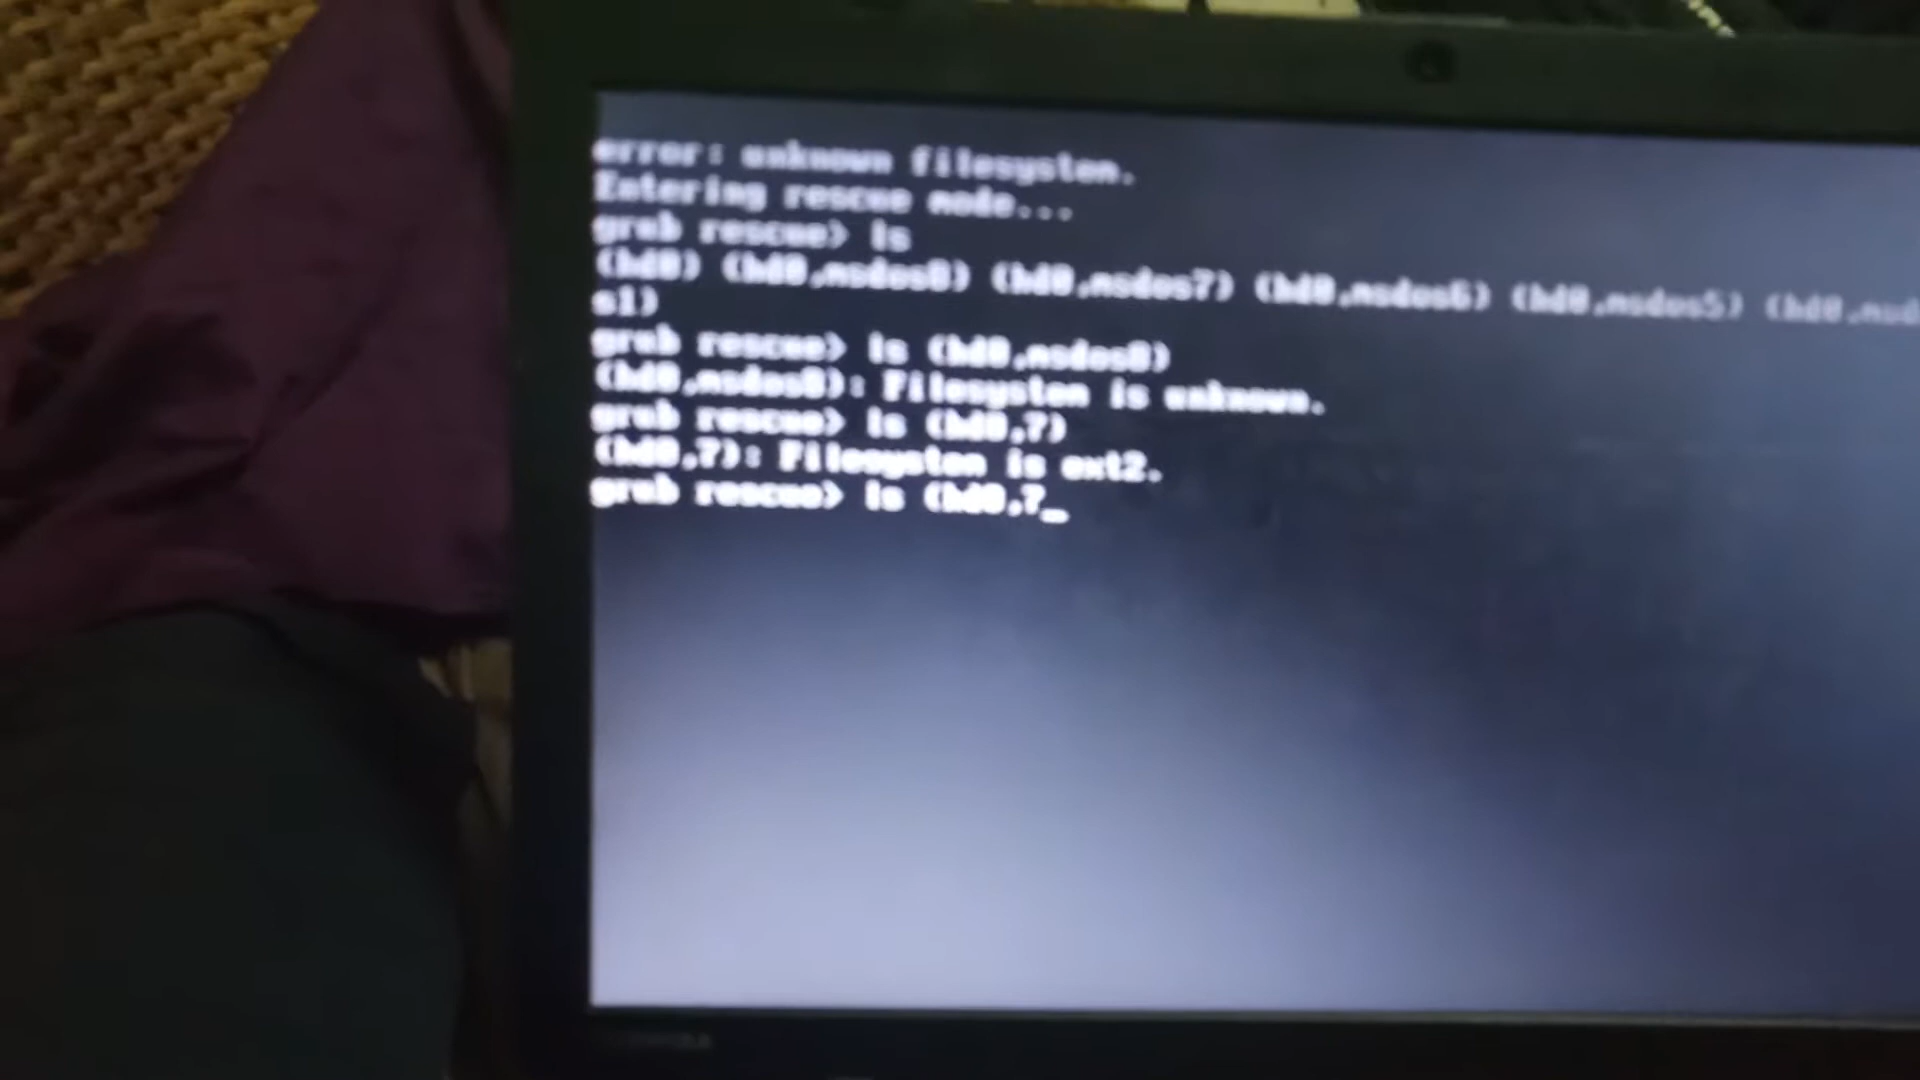 error: unknown filesystem.
Entering rescue mode...
grub rescue> ls
(hd0) (hd0,msdos8) (hd0,msdos7) (hd0,msdos6) (hd0,msdos5) (hd0,msd
s1)
grub rescue> ls (hd0,msdos8)
(hd0,msdos8): Filesystem is unknown.
grub rescue> ls (hd0,7)
(hd0,7): Filesystem is ext2.
grub rescue> ls (hd0,7_